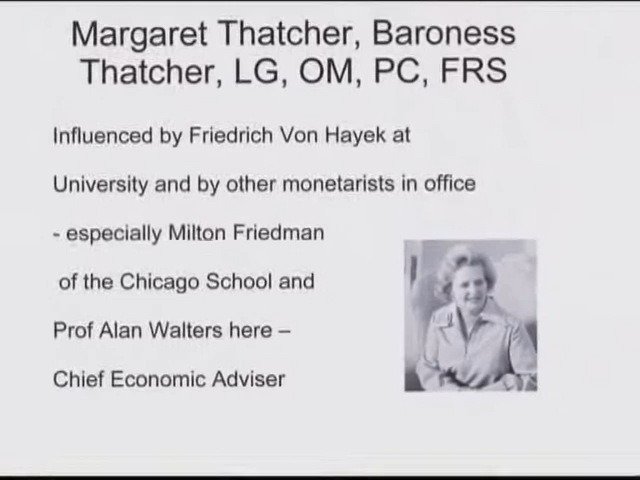 Margaret Thatcher, Baroness
Thatcher, LG, OM, PC, FRS
Influenced by Friedrich Von Hayek at
University and by other monetarists in office
- especially Milton Friedman
of the Chicago School and
Prof Alan Walters here –
Chief Economic Adviser